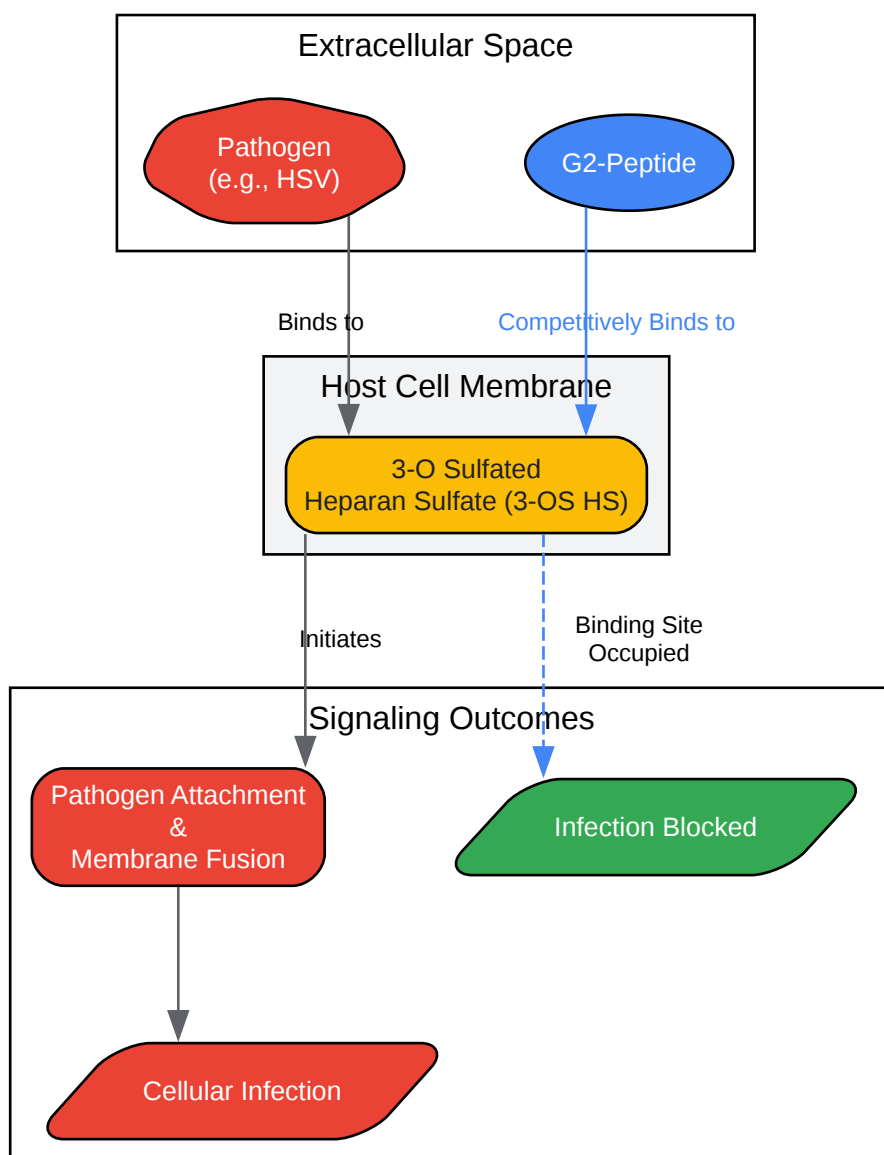 Extracellular Space
Pathogen
(e.g., HSV)
G2-Peptide
Binds to
Competitively Binds to
Host Cell Membrane
3-O Sulfated
Heparan Sulfate (3-OS HS)
Initiates
Binding Site
Occupied
Signaling Outcomes
Pathogen Attachment
&
Membrane Fusion
Infection Blocked
Cellular Infection